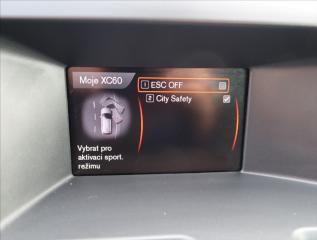 Moje XC60
1 ESC OFF
2 City Safety
Vybrat pro
aktivaci sport.
režimu